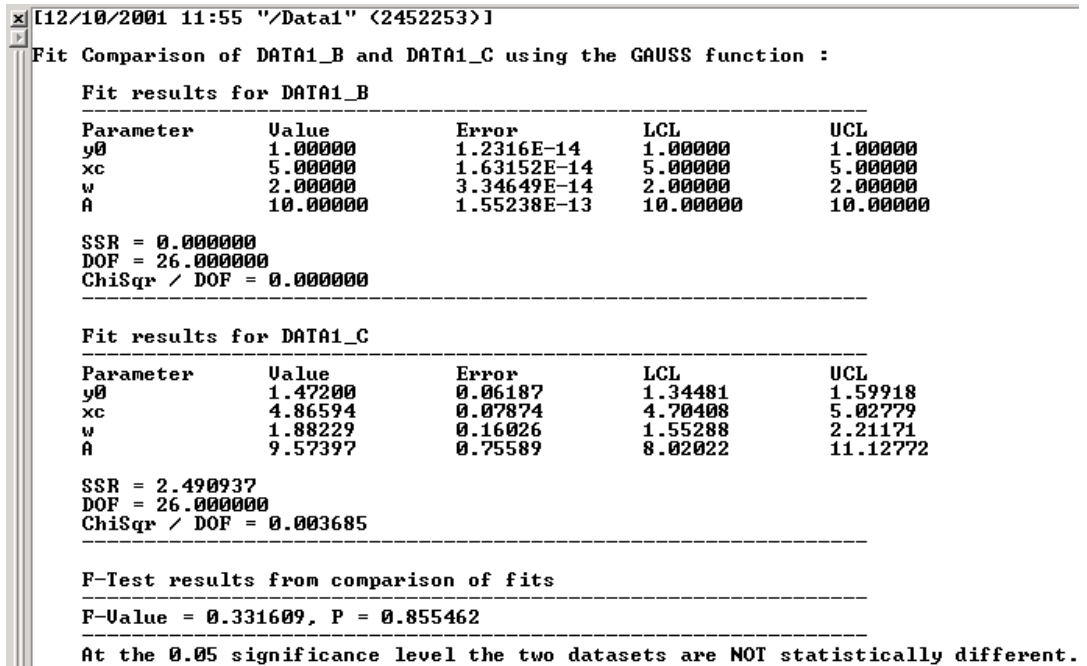 [12/10/2001 11:55 "/Data1" (2452253)]
Fit Comparison of DATA1_B and DATA1_C using the GAUSS function :
Fit results for DATA1_B
Parameter Value Error LCL UCL
y0 1.00000 1.2316E-14 1.00000 1.00000
xc 5.00000 1.63152E-14 5.00000 5.00000
w 2.00000 3.34649E-14 2.00000 2.00000
A 10.00000 1.55238E-13 10.00000 10.00000
SSR = 0.000000
DOF = 26.000000
ChiSqr / DOF = 0.000000
Fit results for DATA1_C
Parameter Value Error LCL UCL
y0 1.47200 0.06187 1.34481 1.59918
xc 4.86594 0.07874 4.70408 5.02779
w 1.88229 0.16026 1.55288 2.21171
A 9.57397 0.75589 8.02022 11.12772
SSR = 2.490937
DOF = 26.000000
ChiSqr / DOF = 0.003685
F-Test results from comparison of fits
F-Value = 0.331609, P = 0.855462
At the 0.05 significance level the two datasets are NOT statistically different.